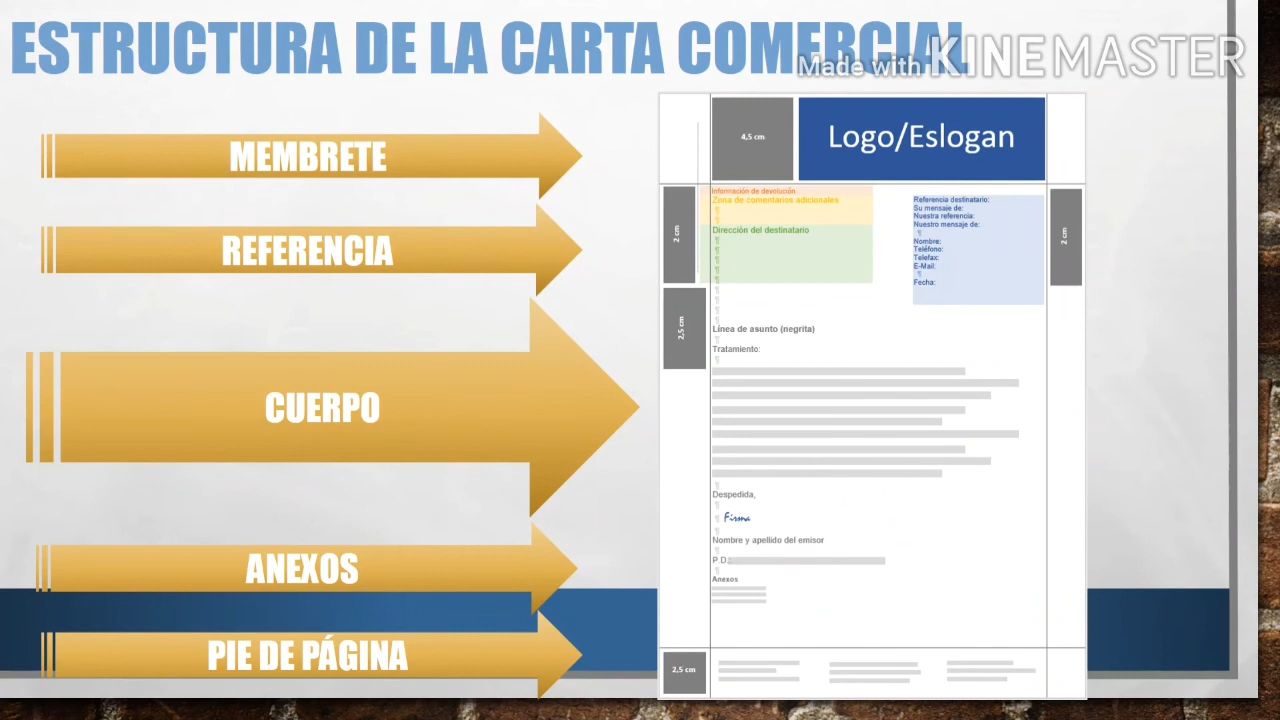 ESTRUCTURA DE LA CARTA COMERCIAL
Made with KINEMASTER
MEMBRETE
REFERENCIA
CUERPO
ANEXOS
PIE DE PÁGINA
4,5 cm
Logo/Eslogan
2 cm
Información de devolución
Zona de comentarios adicionales
Dirección del destinatario
Referencia destinatario:
Su mensaje de:
Nuestra referencia:
Nuestro mensaje de:
Nombre:
Teléfono:
Telefax:
E-Mail:
Fecha:
2 cm
2,5 cm
Línea de asunto (negrita)
Tratamiento:
Despedida,
Firma
Nombre y apellido del emisor
P.D.:
Anexos
2,5 cm